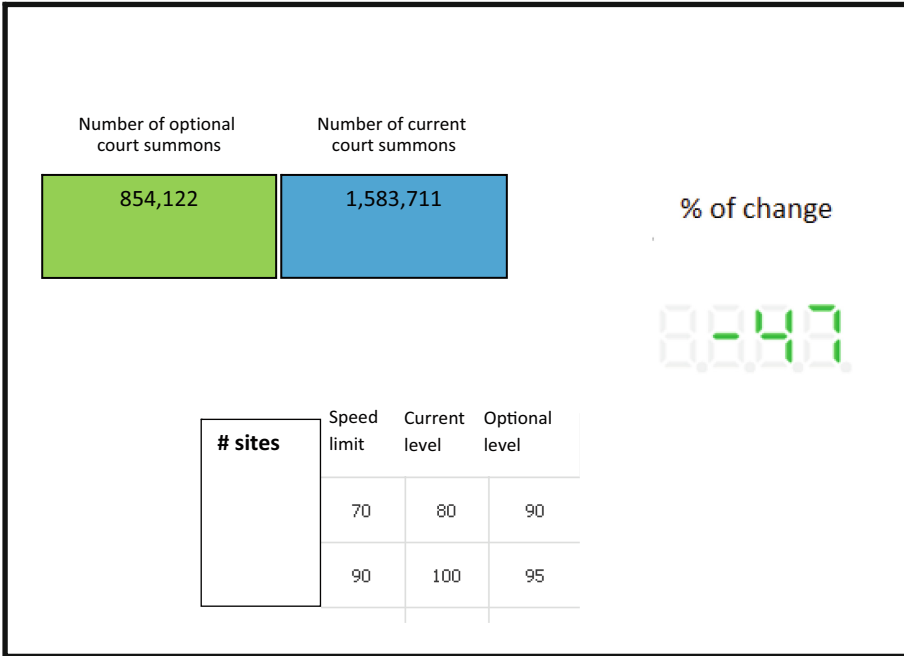 Number of optional
court summons
Number of current
court summons
854,122
1,583,711
% of change
-47
# sites
Speed
limit
Current
level
Optional
level
70
80
90
90
100
95